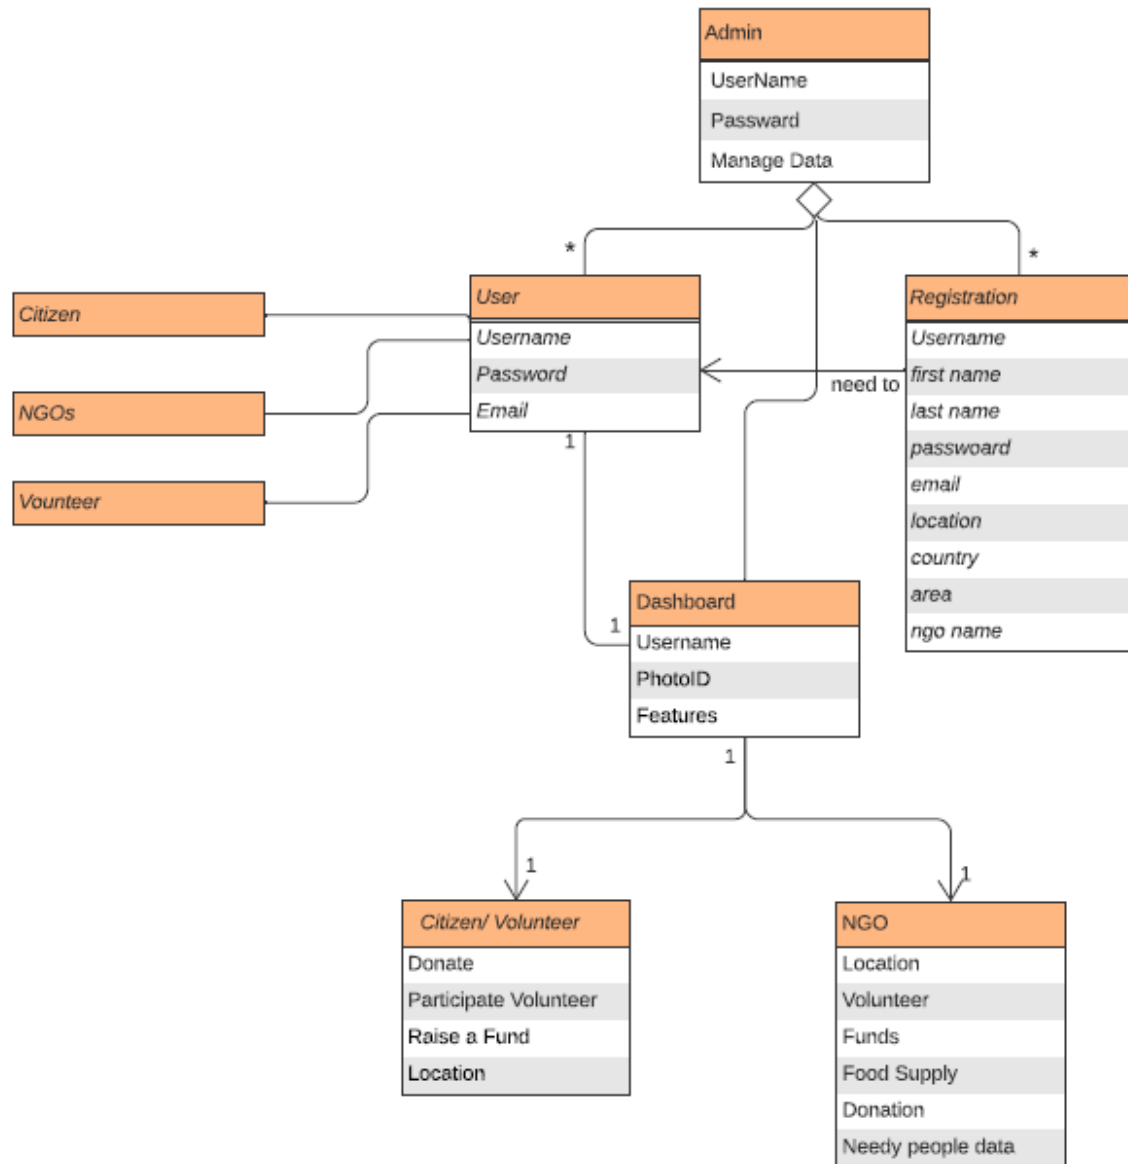 Admin
UserName
Passward
Manage Data
*
*
User
Username
Password
Email
1
Citizen
NGOs
Vounteer
need to
Registration
Username
first name
last name
passwoard
email
location
country
area
ngo name
1
Dashboard
Username
PhotoID
Features
1
1
1
Citizen/ Volunteer
Donate
Participate Volunteer
Raise a Fund
Location
NGO
Location
Volunteer
Funds
Food Supply
Donation
Needy people data